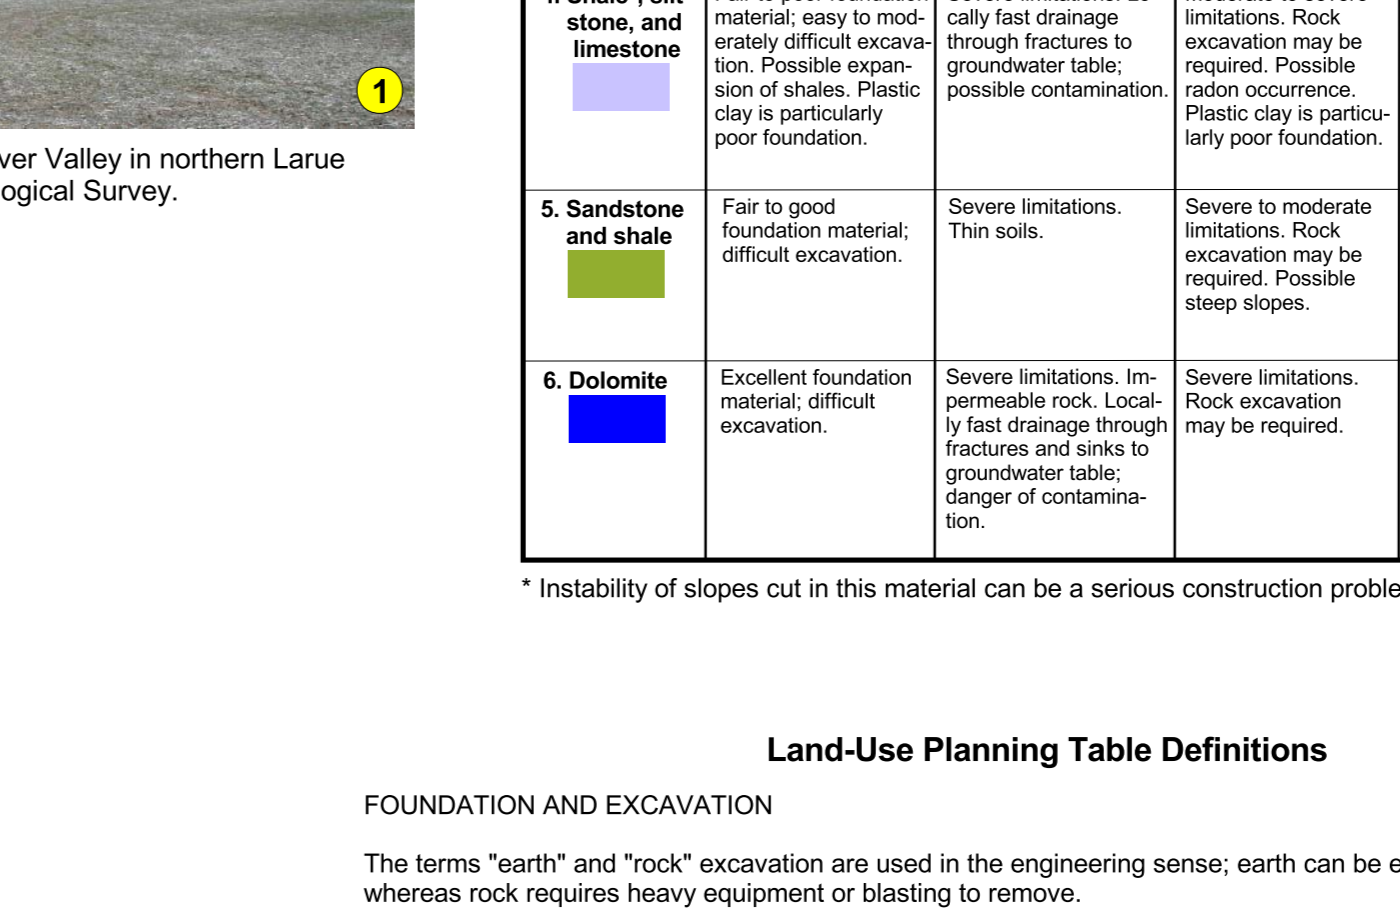 1
ver Valley in northern Larue
ogical Survey.
stone, and
limestone
material; easy to mod-
erately difficult excava-
tion. Possible expan-
sion of shales. Plastic
clay is particularly
poor foundation.
cally fast drainage
through fractures to
groundwater table;
possible contamination.
limitations. Rock
excavation may be
required. Possible
radon occurrence.
Plastic clay is particu-
larly poor foundation.
5. Sandstone
and shale
Fair to good
foundation material;
difficult excavation.
Severe limitations.
Thin soils.
Severe to moderate
limitations. Rock
excavation may be
required. Possible
steep slopes.
6. Dolomite
Excellent foundation
material; difficult
excavation.
Severe limitations. Im-
permeable rock. Local-
ly fast drainage through
fractures and sinks to
groundwater table;
danger of contamina-
tion.
Severe limitations.
Rock excavation
may be required.
* Instability of slopes cut in this material can be a serious construction proble
Land-Use Planning Table Definitions
FOUNDATION AND EXCAVATION
The terms "earth" and "rock" excavation are used in the engineering sense; earth can be e
whereas rock requires heavy equipment or blasting to remove.